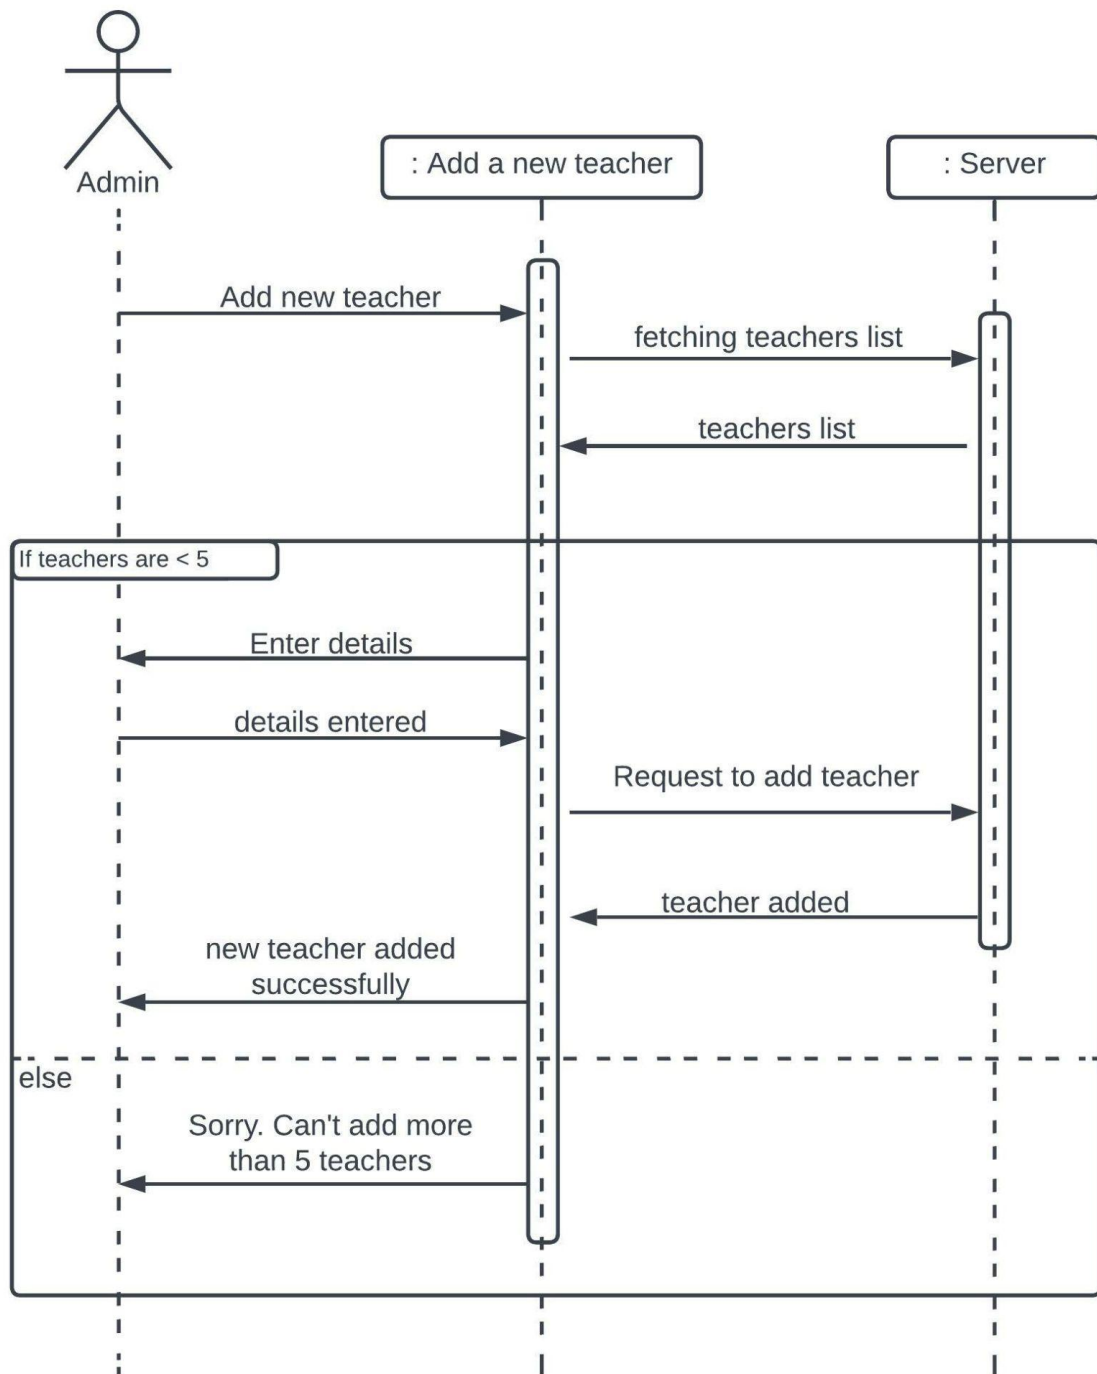 Admin
: Add a new teacher
: Server
Add new teacher
fetching teachers list
teachers list
If teachers are < 5
Enter details
details entered
Request to add teacher
teacher added
new teacher added
successfully
else
Sorry. Can't add more
than 5 teachers